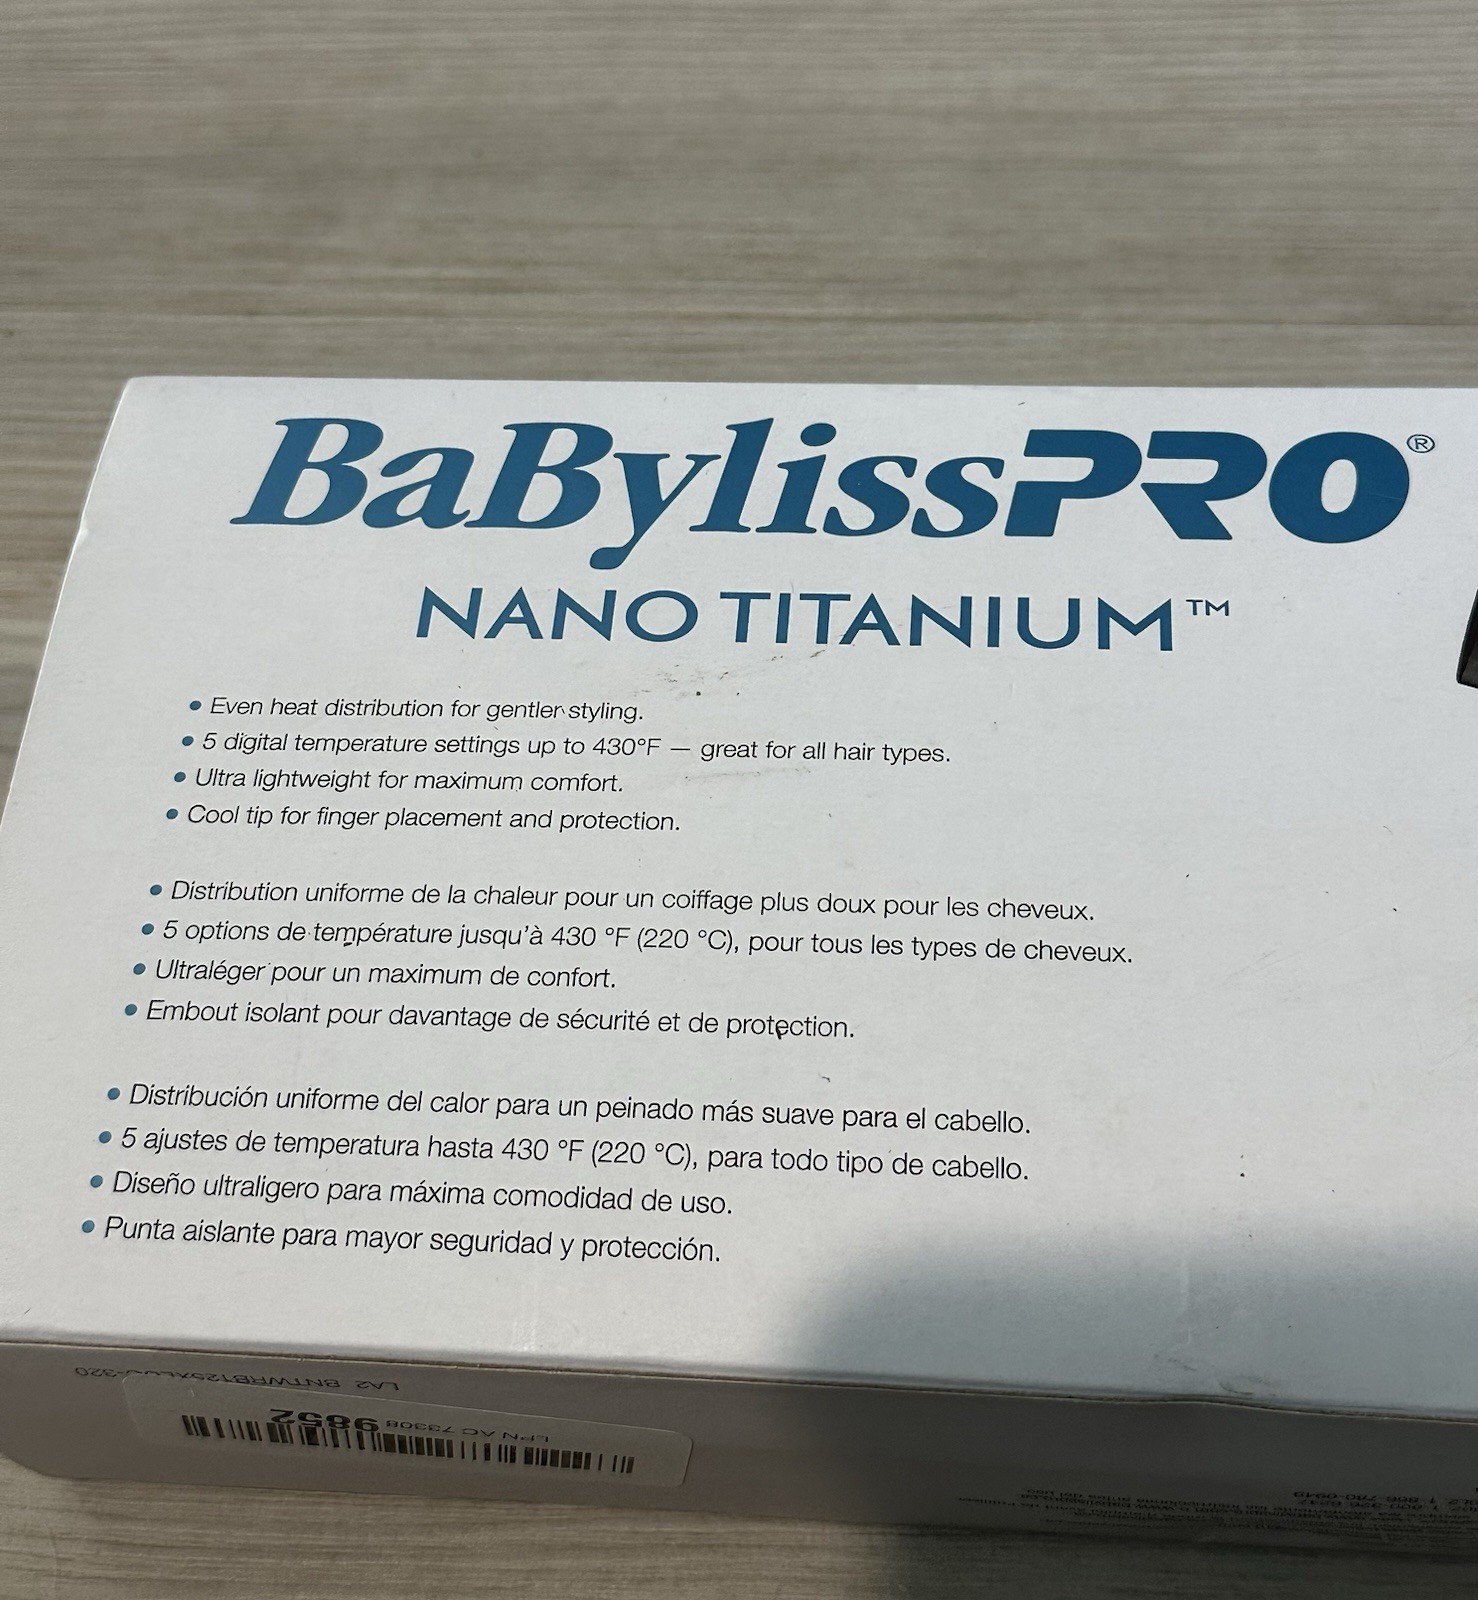 BaBylissPRO®
NANO TITANIUM™
• Even heat distribution for gentler styling.
• 5 digital temperature settings up to 430°F — great for all hair types.
• Ultra lightweight for maximum comfort.
• Cool tip for finger placement and protection.
• Distribution uniforme de la chaleur pour un coiffage plus doux pour les cheveux.
• 5 options de température jusqu'à 430 °F (220 °C), pour tous les types de cheveux.
• Ultraléger pour un maximum de confort.
• Embout isolant pour davantage de sécurité et de protection.
• Distribución uniforme del calor para un peinado más suave para el cabello.
• 5 ajustes de temperatura hasta 430 °F (220 °C), para todo tipo de cabello.
• Diseño ultraligero para máxima comodidad de uso.
• Punta aislante para mayor seguridad y protección.
LPN AC 73308 9852